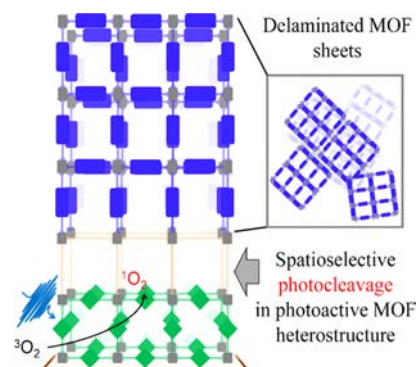 Delaminated MOF
sheets
Spatioselective
photocleavage
in photoactive MOF
heterostructure
¹O₂
³O₂